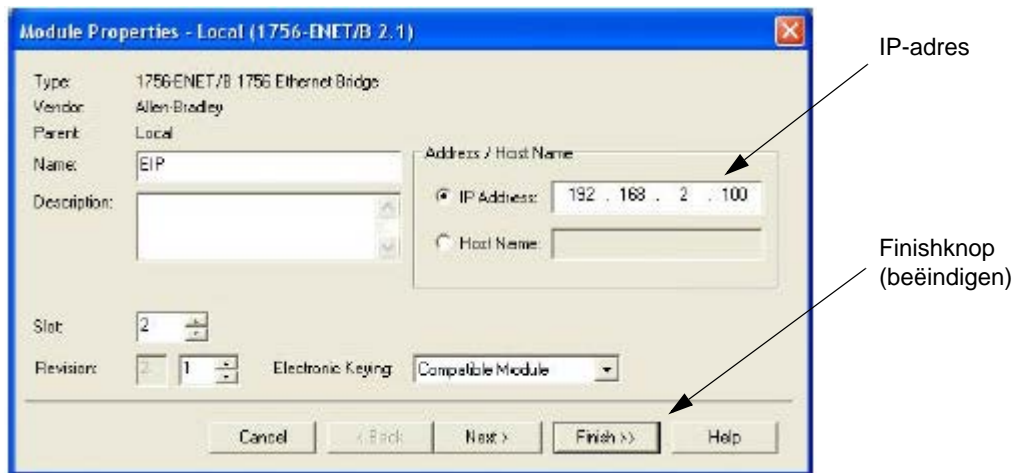 Module Properties - Local (1756-ENET/B 2.1)
IP-adres
Type: 1756-ENET/B 1756 Ethernet Bridge
Vendor: Allen-Bradley
Parent: Local
Name: EIP
Address / Host Name
Description:
IP Address: 192 . 168 . 2 . 100
Host Name:
Finishknop
(beëindigen)
Slot: 2
Revision: 2 1 Electronic Keying: Compatible Module
Cancel < Back Next > Finish >> Help